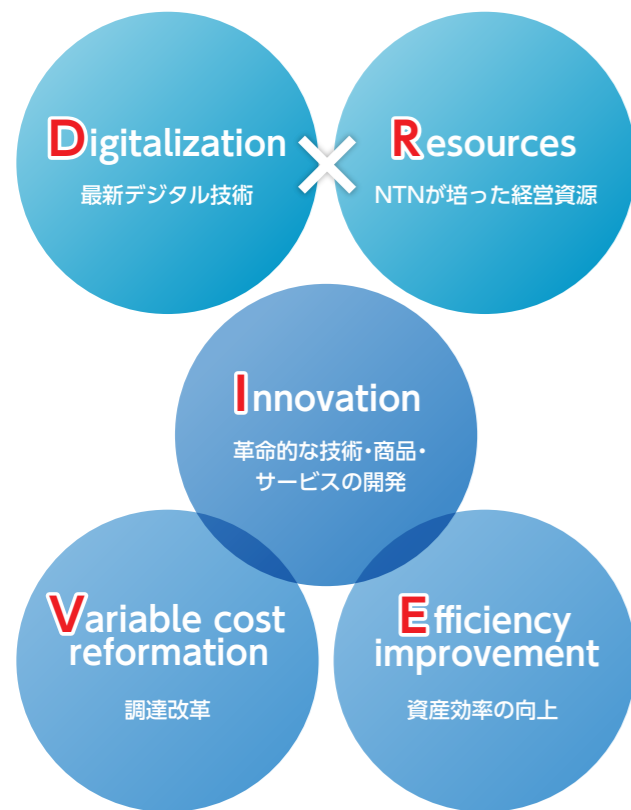 Digitalization
最新デジタル技術
×
Resources
NTNが培った経営資源
Innovation
革命的な技術・商品・
サービスの開発
Variable cost
reformation
調達改革
Efficiency
improvement
資産効率の向上